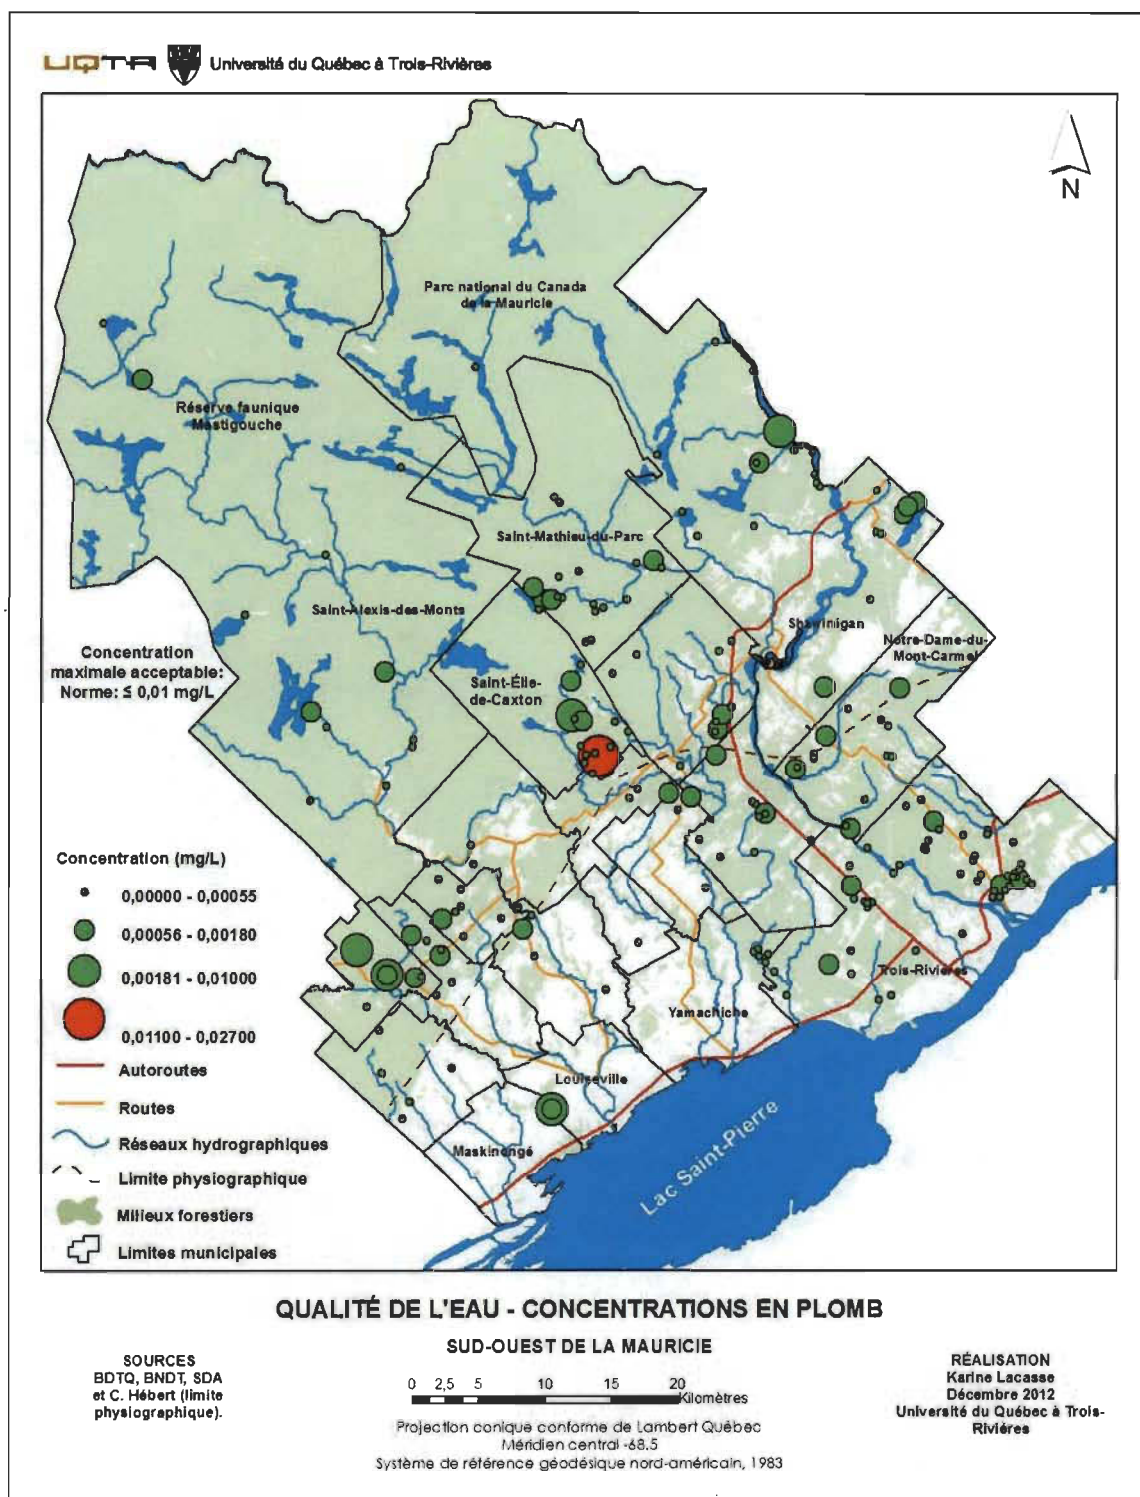 UQTR Université du Québec à Trois-Rivières
N
Parc national du Canada
de la Mauricie
Réserve faunique
Mastigouche
Saint-Mathieu-du-Parc
Saint-Alexis-des-Monts
Shawinigan
Notre-Dame-du-
Mont-Carmel
Concentration
maximale acceptable:
Norme: ≤ 0,01 mg/L
Saint-Élie-
de-Caxton
Trois-Rivières
Yamachiche
Louiseville
Maskinongé
Lac Saint-Pierre
Concentration (mg/L)
0,00000 - 0,00055
0,00056 - 0,00180
0,00181 - 0,01000
0,01100 - 0,02700
Autoroutes
Routes
Réseaux hydrographiques
Limite physiographique
Milieux forestiers
Limites municipales
QUALITÉ DE L'EAU - CONCENTRATIONS EN PLOMB
SUD-OUEST DE LA MAURICIE
SOURCES
BDTQ, BNDT, SDA
et C. Hébert (limite
physiographique).
0 2,5 5 10 15 20
Kilomètres
Projection conique conforme de Lambert Québec
Méridien central -68.5
Système de référence géodésique nord-américain, 1983
RÉALISATION
Karine Lacasse
Décembre 2012
Université du Québec à Trois-
Rivières